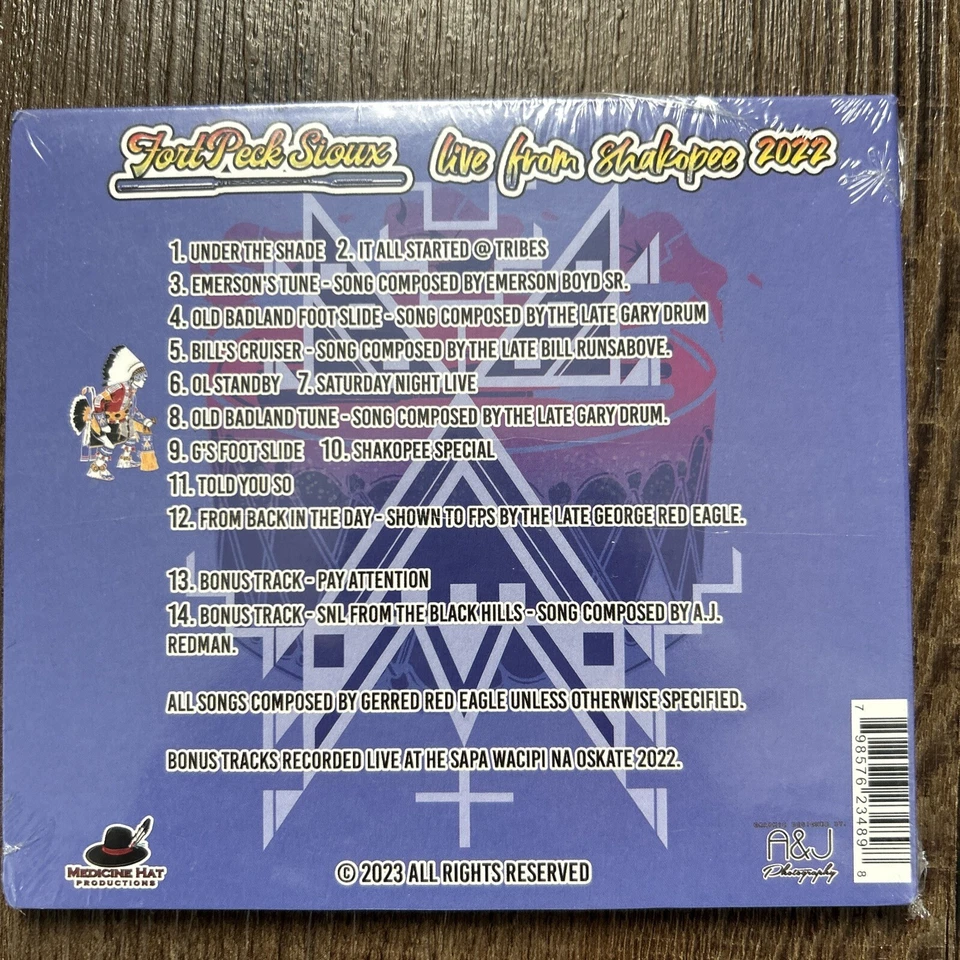 Fort Peck Sioux live from Shakopee 2022
1. UNDER THE SHADE 2. IT ALL STARTED @ TRIBES
3. EMERSON'S TUNE - SONG COMPOSED BY EMERSON BOYD SR.
4. OLD BADLAND FOOT SLIDE - SONG COMPOSED BY THE LATE GARY DRUM
5. BILL'S CRUISER - SONG COMPOSED BY THE LATE BILL RUNSABOVE.
6. OL STANDBY 7. SATURDAY NIGHT LIVE
8. OLD BADLAND TUNE - SONG COMPOSED BY THE LATE GARY DRUM.
9. G'S FOOT SLIDE 10. SHAKOPEE SPECIAL
11. TOLD YOU SO
12. FROM BACK IN THE DAY - SHOWN TO FPS BY THE LATE GEORGE RED EAGLE.
13. BONUS TRACK - PAY ATTENTION
14. BONUS TRACK - SNL FROM THE BLACK HILLS - SONG COMPOSED BY A.J.
REDMAN.
ALL SONGS COMPOSED BY GERRED RED EAGLE UNLESS OTHERWISE SPECIFIED.
BONUS TRACKS RECORDED LIVE AT HE SAPA WACIPI NA OSKATE 2022.
MEDICINE HAT
PRODUCTIONS
© 2023 ALL RIGHTS RESERVED
A&J
Photography
7 98576 23489 8